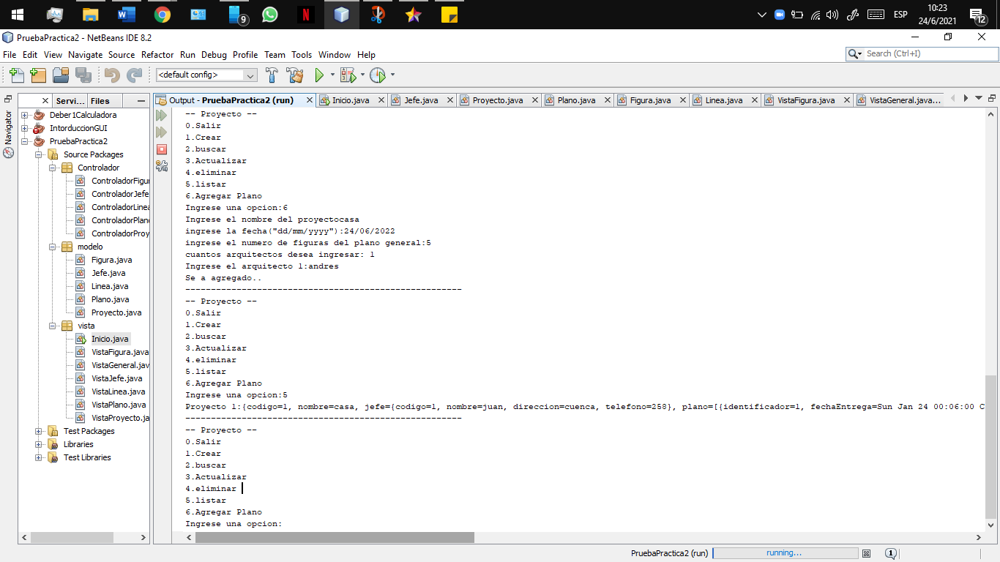 9
N
ESP
10:23
24/6/2021
12
PruebaPractica2 - NetBeans IDE 8.2
File Edit View Navigate Source Refactor Run Debug Profile Team Tools Window Help
Search (Ctrl+I)
<default config>
Servi... Files
Output - PruebaPractica2 (run) Inicio.java Jefe.java Proyecto.java Plano.java Figura.java Linea.java VistaFigura.java VistaGeneral.java...
Navigator
Deber1Calculadora
IntorduccionGUI
PruebaPractica2
Source Packages
Controlador
ControladorFigur
ControladorJefe
ControladorLinea
ControladorPlano
ControladorProy
modelo
Figura.java
Jefe.java
Linea.java
Plano.java
Proyecto.java
vista
Inicio.java
VistaFigura.java
VistaGeneral.jav
VistaJefe.java
VistaLinea.java
VistaPlano.java
VistaProyecto.ja
Test Packages
Libraries
Test Libraries
-- Proyecto --
0.Salir
1.Crear
2.buscar
3.Actualizar
4.eliminar
5.listar
6.Agregar Plano
Ingrese una opcion:6
Ingrese el nombre del proyectocasa
ingrese la fecha("dd/mm/yyyy"):24/06/2022
ingrese el numero de figuras del plano general:5
cuantos arquitectos desea ingresar: 1
Ingrese el arquitecto 1:andres
Se a agregado..
------------------------------------------------------
-- Proyecto --
0.Salir
1.Crear
2.buscar
3.Actualizar
4.eliminar
5.listar
6.Agregar Plano
Ingrese una opcion:5
Proyecto 1:{codigo=1, nombre=casa, jefe={codigo=1, nombre=juan, direccion=cuenca, telefono=258}, plano=[{identificador=1, fechaEntrega=Sun Jan 24 00:06:00 C
------------------------------------------------------
-- Proyecto --
0.Salir
1.Crear
2.buscar
3.Actualizar
4.eliminar
5.listar
6.Agregar Plano
Ingrese una opcion:
PruebaPractica2 (run) running... 1